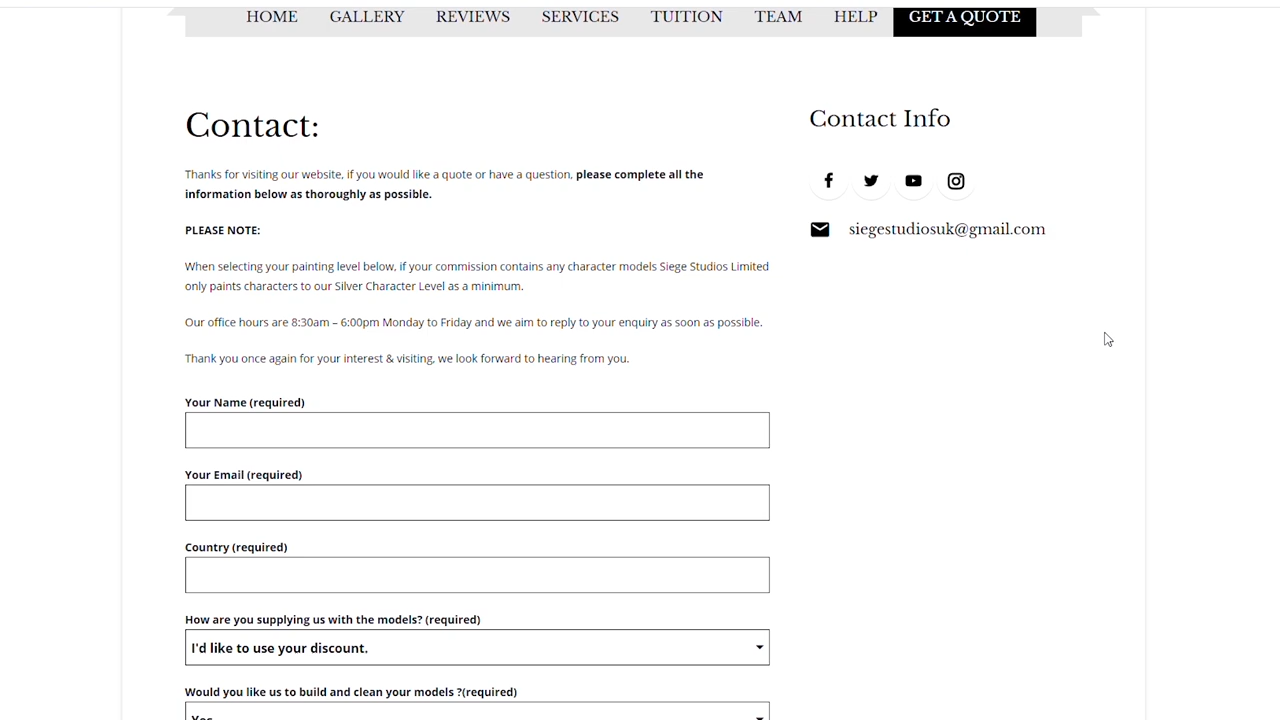 HOME GALLERY REVIEWS SERVICES TUITION TEAM HELP GET A QUOTE
Contact:
Thanks for visiting our website, if you would like a quote or have a question, please complete all the
information below as thoroughly as possible.
PLEASE NOTE:
When selecting your painting level below, if your commission contains any character models Siege Studios Limited
only paints characters to our Silver Character Level as a minimum.
Our office hours are 8:30am – 6:00pm Monday to Friday and we aim to reply to your enquiry as soon as possible.
Thank you once again for your interest & visiting, we look forward to hearing from you.
Your Name (required)
Your Email (required)
Country (required)
How are you supplying us with the models? (required)
I'd like to use your discount.
Would you like us to build and clean your models ?(required)
Yes
Contact Info
siegestudiosuk@gmail.com